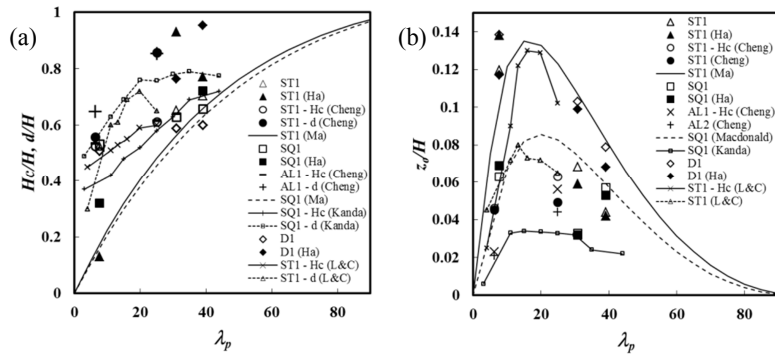 (a)
Hc/H, d/H
1
0.8
0.6
0.4
0.2
0
0 20 40 60 80
λp
ST1
ST1 (Ha)
ST1 - Hc (Cheng)
ST1 - d (Cheng)
ST1 (Ma)
SQ1
SQ1 (Ha)
AL1 - Hc (Cheng)
AL1 - d (Cheng)
SQ1 (Ma)
SQ1 - Hc (Kanda)
SQ1 - d (Kanda)
D1
D1 (Ha)
ST1 - Hc (L&C)
ST1 - d (L&C)
(b)
zo/H
0.14
0.12
0.1
0.08
0.06
0.04
0.02
0
0 20 40 60 80
λp
ST1
ST1 (Ha)
ST1 - Hc (Cheng)
ST1 (Cheng)
ST1 (Ma)
SQ1
SQ1 (Ha)
AL1 - Hc (Cheng)
AL2 (Cheng)
SQ1 (Macdonald)
SQ1 (Kanda)
D1
D1 (Ha)
ST1 - Hc (L&C)
ST1 (L&C)